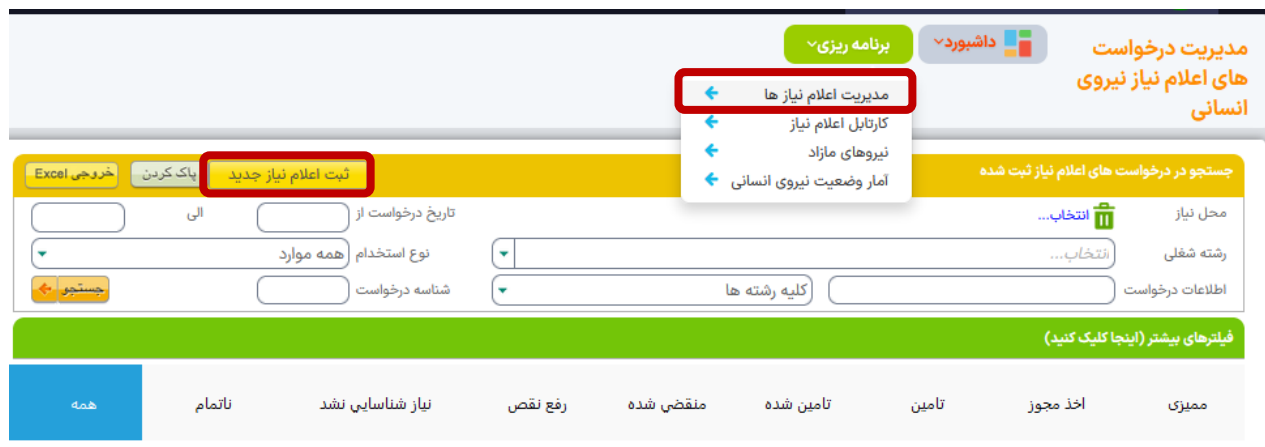 مدیریت درخواست
های اعلام نیاز نیروی
انسانی
داشبورد
برنامه ریزی
مدیریت اعلام نیاز ها
کارتابل اعلام نیاز
نیروهای مازاد
آمار وضعیت نیروی انسانی
جستجو در درخواست های اعلام نیاز ثبت شده
ثبت اعلام نیاز جدید
پاک کردن
خروجی Excel
محل نیاز انتخاب... تاریخ درخواست از الی
رشته شغلی انتخاب... نوع استخدام همه موارد
اطلاعات درخواست کلیه رشته ها شناسه درخواست جستجو
فیلترهای بیشتر (اینجا کلیک کنید)
ممیزی اخذ مجوز تامین تامین شده منقضی شده رفع نقص نیاز شناسایی نشد ناتمام همه